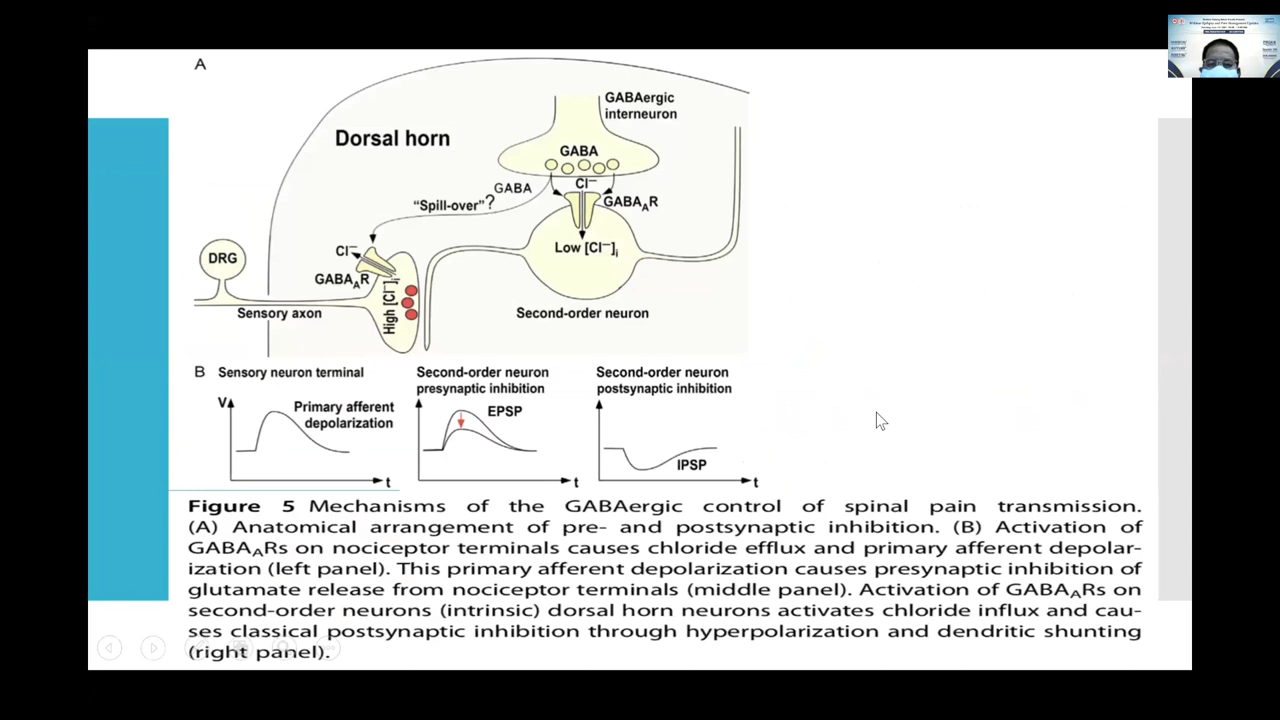 A
GABAergic
interneuron
Dorsal horn
GABA
Cl⁻
GABA
"Spill-over"?
GABA_AR
Cl⁻
Low [Cl⁻]i
DRG
GABA_AR
High [Cl⁻]i
Sensory axon
Second-order neuron
B Sensory neuron terminal
Second-order neuron
presynaptic inhibition
Second-order neuron
postsynaptic inhibition
V
Primary afferent
depolarization
EPSP
IPSP
t
t
t
Figure 5 Mechanisms of the GABAergic control of spinal pain transmission.
(A) Anatomical arrangement of pre- and postsynaptic inhibition. (B) Activation of
GABA_ARs on nociceptor terminals causes chloride efflux and primary afferent depolar-
ization (left panel). This primary afferent depolarization causes presynaptic inhibition of
glutamate release from nociceptor terminals (middle panel). Activation of GABA_ARs on
second-order neurons (intrinsic) dorsal horn neurons activates chloride influx and cau-
ses classical postsynaptic inhibition through hyperpolarization and dendritic shunting
(right panel).